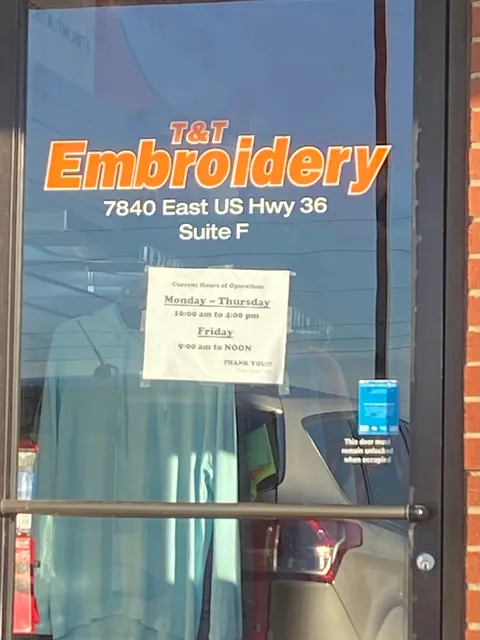 T&T
Embroidery
7840 East US Hwy 36
Suite F
Current Hours of Operation:
Monday – Thursday
10:00 am to 4:00 pm
Friday
9:00 am to NOON
THANK YOU!!!
This door must
remain unlocked
when occupied